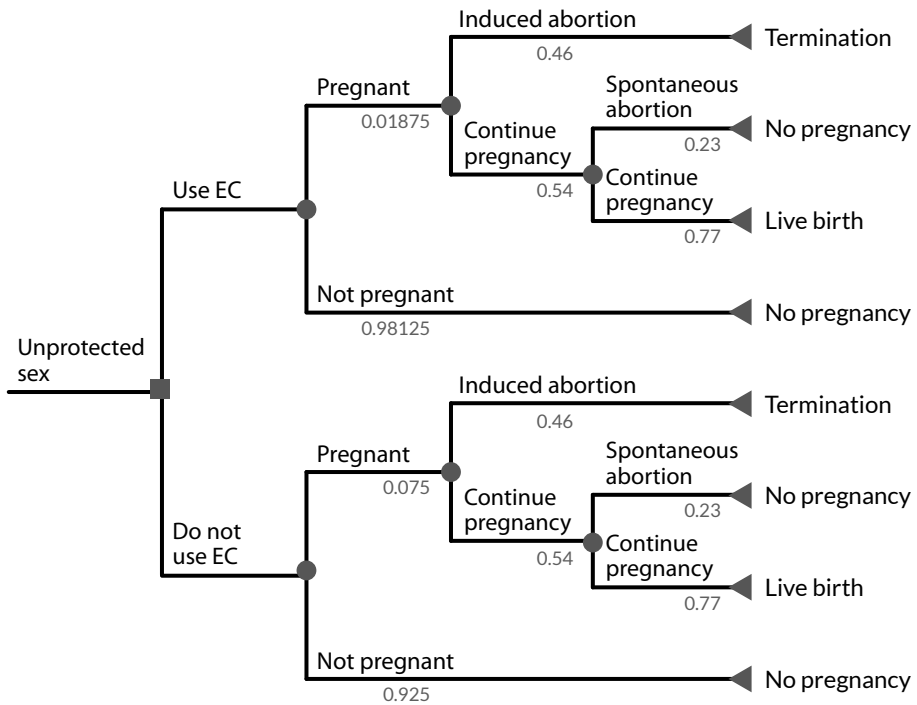 Induced abortion
0.46
Termination
Pregnant
0.01875
Spontaneous
abortion
0.23
No pregnancy
Continue
pregnancy
0.54
Continue
pregnancy
0.77
Live birth
Use EC
Not pregnant
0.98125
No pregnancy
Unprotected
sex
Induced abortion
0.46
Termination
Pregnant
0.075
Spontaneous
abortion
0.23
No pregnancy
Continue
pregnancy
0.54
Continue
pregnancy
0.77
Live birth
Do not
use EC
Not pregnant
0.925
No pregnancy